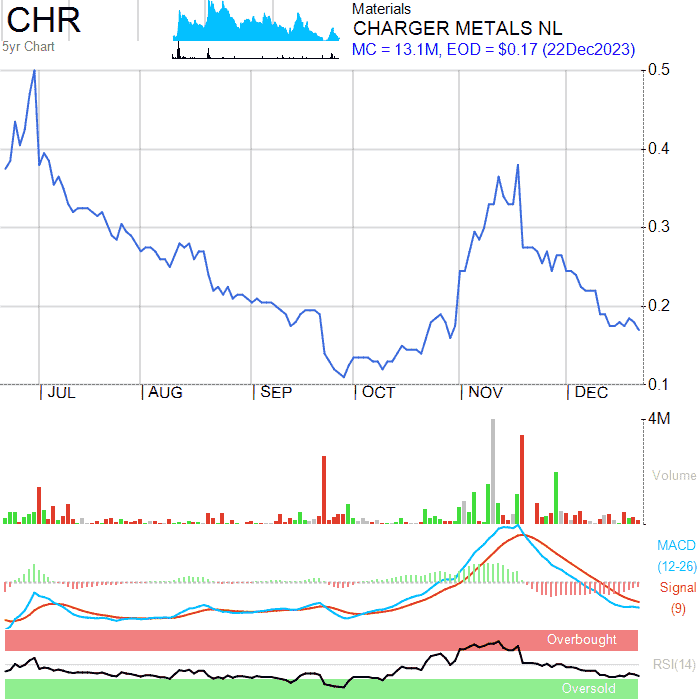 CHR
5yr Chart
Materials
CHARGER METALS NL
MC = 13.1M, EOD = $0.17 (22Dec2023)
0.5
0.4
0.3
0.2
0.1
JUL AUG SEP OCT NOV DEC
4M
Volume
MACD
(12-26)
Signal
(9)
Overbought
RSI(14)
Oversold